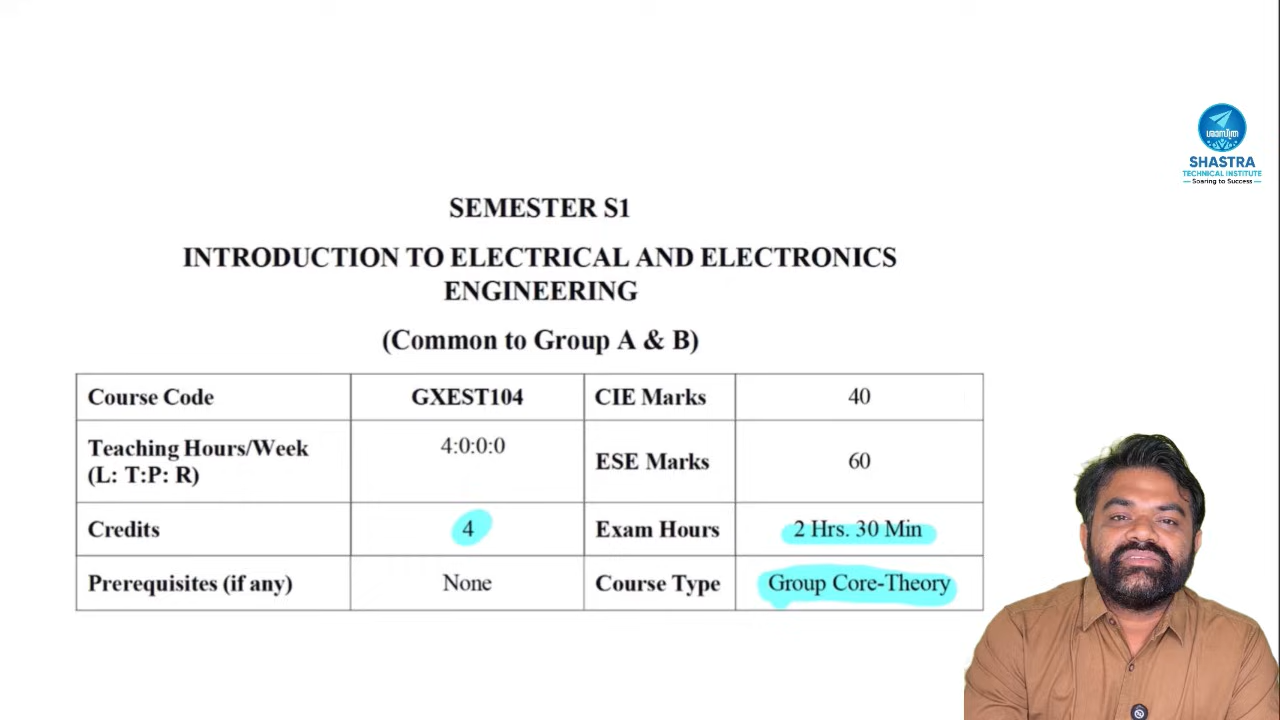 ശാസ്ത്ര
SHASTRA
TECHNICAL INSTITUTE
Soaring to Success
SEMESTER S1
INTRODUCTION TO ELECTRICAL AND ELECTRONICS
ENGINEERING
(Common to Group A & B)
Course Code GXEST104 CIE Marks 40
Teaching Hours/Week
(L: T:P: R) 4:0:0:0 ESE Marks 60
Credits 4 Exam Hours 2 Hrs. 30 Min
Prerequisites (if any) None Course Type Group Core-Theory